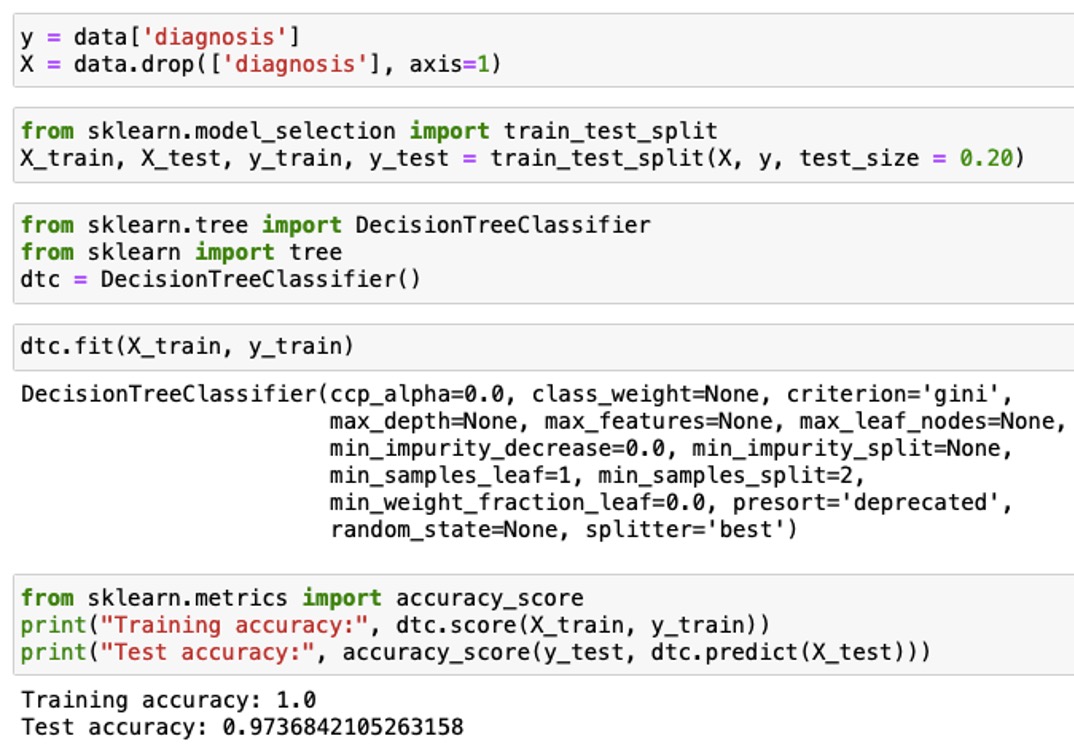 y = data['diagnosis']
X = data.drop(['diagnosis'], axis=1)
from sklearn.model_selection import train_test_split
X_train, X_test, y_train, y_test = train_test_split(X, y, test_size = 0.20)
from sklearn.tree import DecisionTreeClassifier
from sklearn import tree
dtc = DecisionTreeClassifier()
dtc.fit(X_train, y_train)
DecisionTreeClassifier(ccp_alpha=0.0, class_weight=None, criterion='gini',
                       max_depth=None, max_features=None, max_leaf_nodes=None,
                       min_impurity_decrease=0.0, min_impurity_split=None,
                       min_samples_leaf=1, min_samples_split=2,
                       min_weight_fraction_leaf=0.0, presort='deprecated',
                       random_state=None, splitter='best')
from sklearn.metrics import accuracy_score
print("Training accuracy:", dtc.score(X_train, y_train))
print("Test accuracy:", accuracy_score(y_test, dtc.predict(X_test)))
Training accuracy: 1.0
Test accuracy: 0.9736842105263158